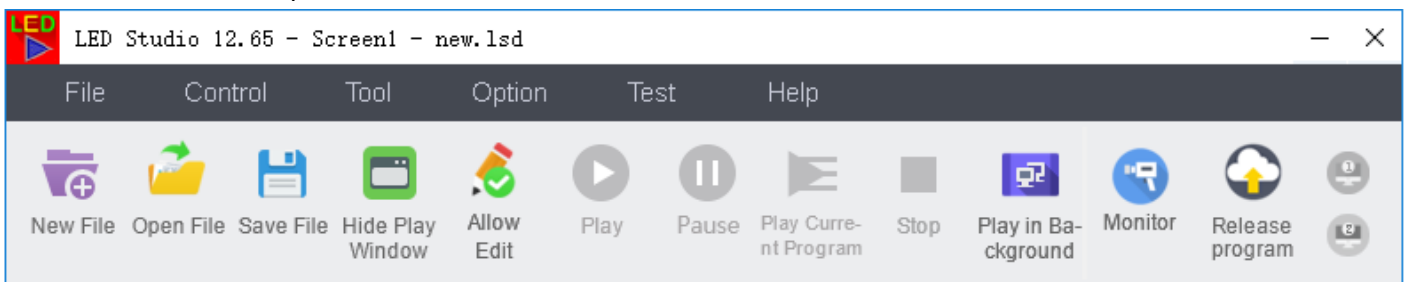 LED
LED Studio 12.65 - Screen1 - new.lsd
File Control Tool Option Test Help
New File Open File Save File Hide Play Window Allow Edit Play Pause Play Curre-nt Program Stop Play in Ba-ckground Monitor Release program
1
2